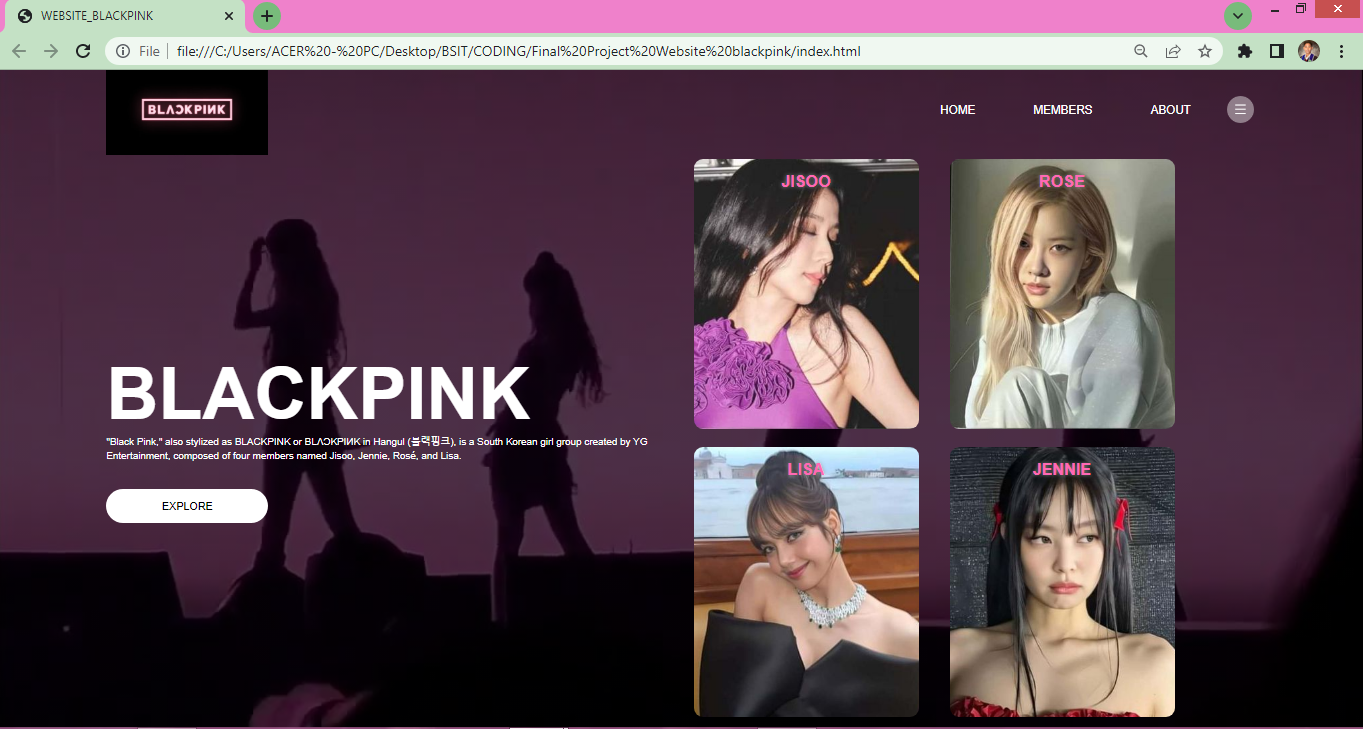 WEBSITE_BLACKPINK
File
file:///C:/Users/ACER%20-%20PC/Desktop/BSIT/CODING/Final%20Project%20Website%20blackpink/index.html
BLΛƆKPIИK
HOME
MEMBERS
ABOUT
JISOO
ROSE
BLACKPINK
"Black Pink," also stylized as BLACKPINK or BLΛƆKPIИK in Hangul (블랙핑크), is a South Korean girl group created by YG
Entertainment, composed of four members named Jisoo, Jennie, Rosé, and Lisa.
EXPLORE
LISA
JENNIE